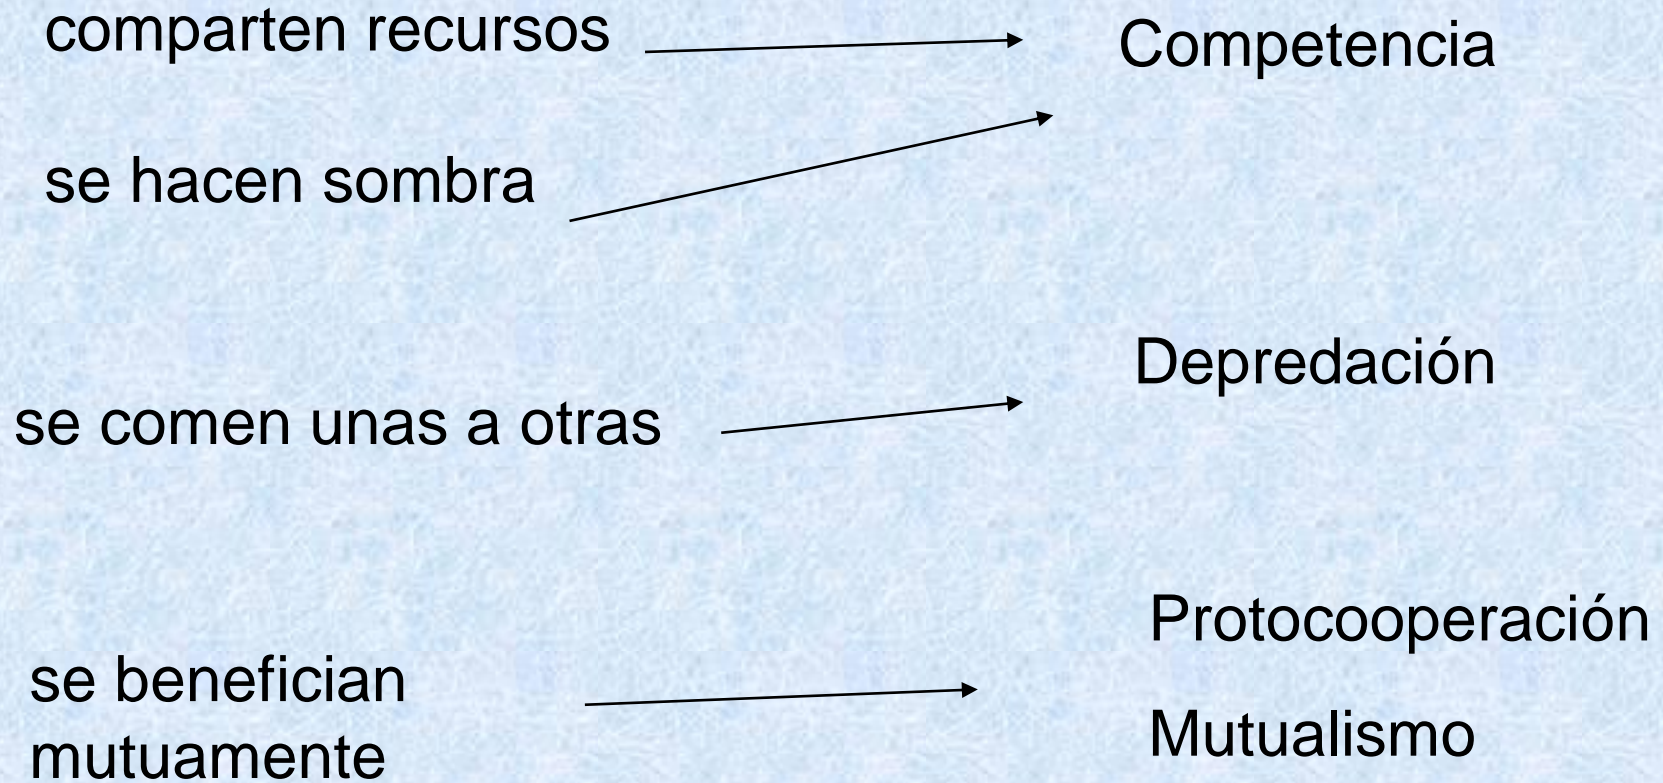 comparten recursos
Competencia
se hacen sombra
Depredación
se comen unas a otras
Protocooperación
se benefician
mutuamente
Mutualismo